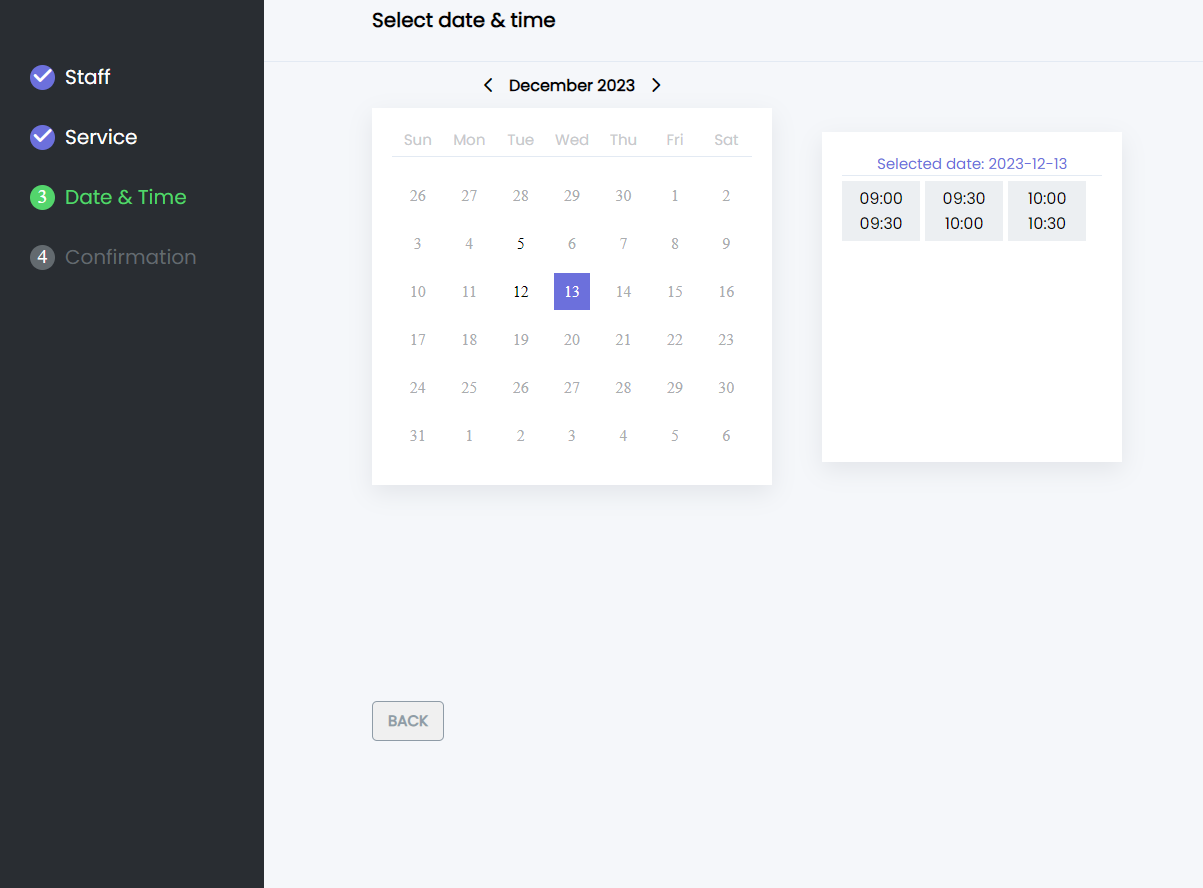 Staff
Service
3 Date & Time
4 Confirmation
Select date & time
December 2023
Sun Mon Tue Wed Thu Fri Sat
26 27 28 29 30 1 2
3 4 5 6 7 8 9
10 11 12 13 14 15 16
17 18 19 20 21 22 23
24 25 26 27 28 29 30
31 1 2 3 4 5 6
Selected date: 2023-12-13
09:00 09:30 10:00
09:30 10:00 10:30
BACK